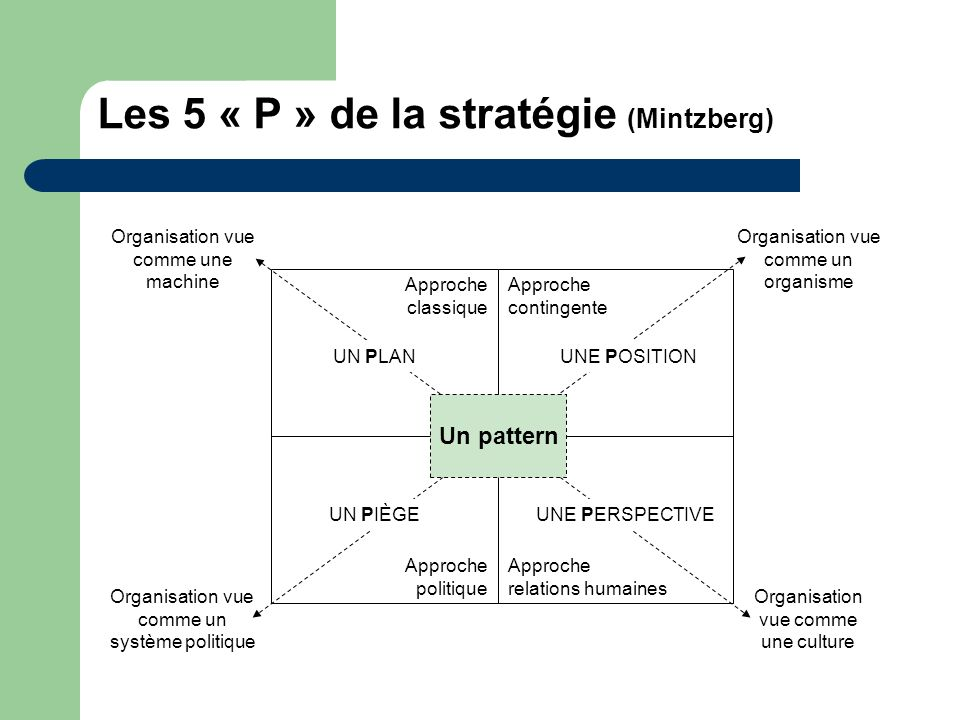 Les 5 « P » de la stratégie (Mintzberg)
Organisation vue
comme une
machine
Organisation vue
comme un
organisme
Approche
classique
Approche
contingente
UN PLAN
UNE POSITION
Un pattern
UN PIÈGE
UNE PERSPECTIVE
Approche
politique
Approche
relations humaines
Organisation vue
comme un
système politique
Organisation
vue comme
une culture